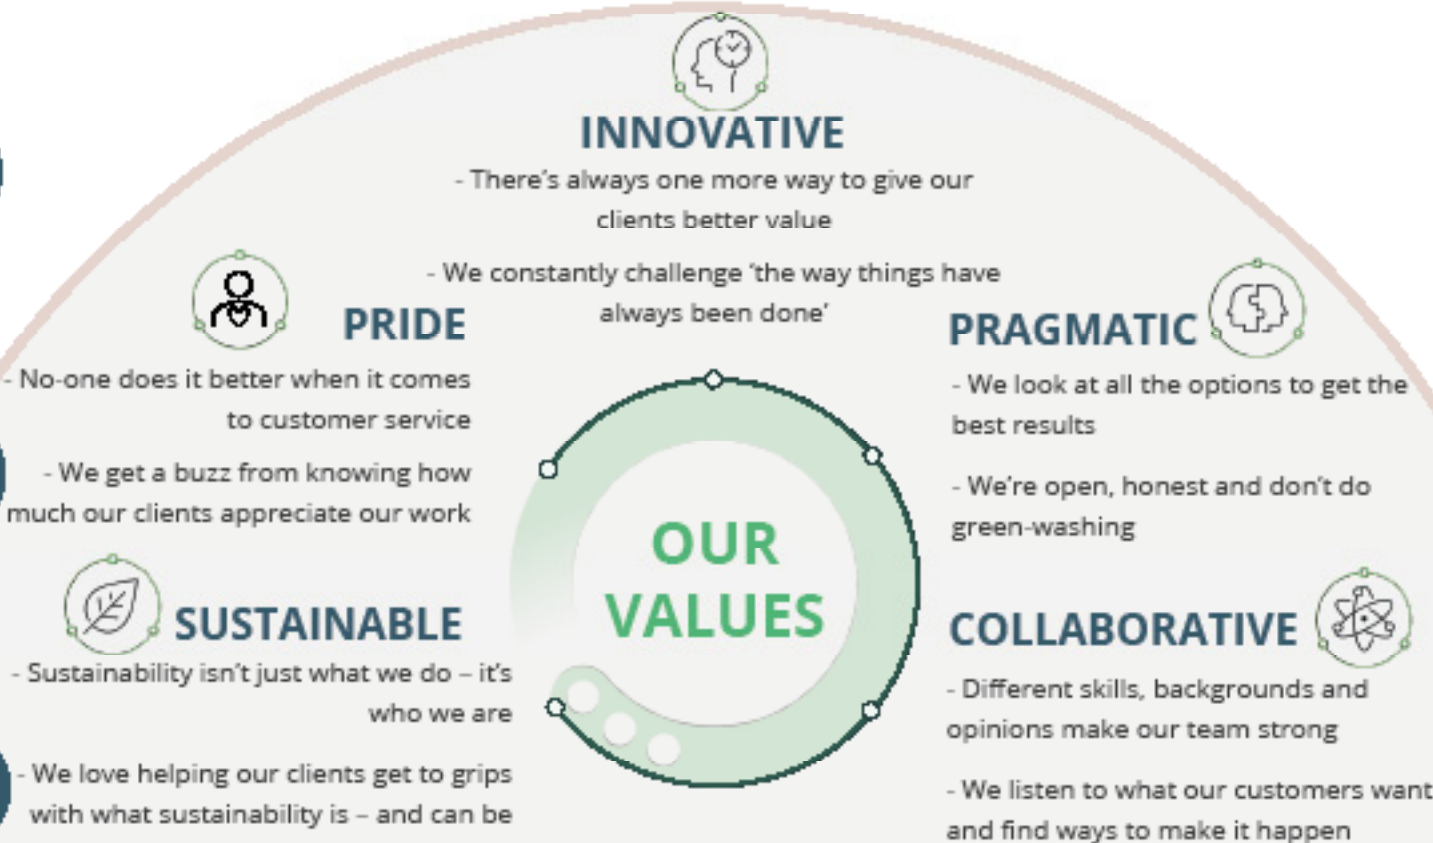 INNOVATIVE
- There's always one more way to give our
clients better value
- We constantly challenge 'the way things have
always been done'
PRIDE
- No-one does it better when it comes
to customer service
- We get a buzz from knowing how
much our clients appreciate our work
PRAGMATIC
- We look at all the options to get the
best results
- We're open, honest and don't do
green-washing
OUR
VALUES
SUSTAINABLE
- Sustainability isn't just what we do – it's
who we are
- We love helping our clients get to grips
with what sustainability is – and can be
COLLABORATIVE
- Different skills, backgrounds and
opinions make our team strong
- We listen to what our customers want
and find ways to make it happen